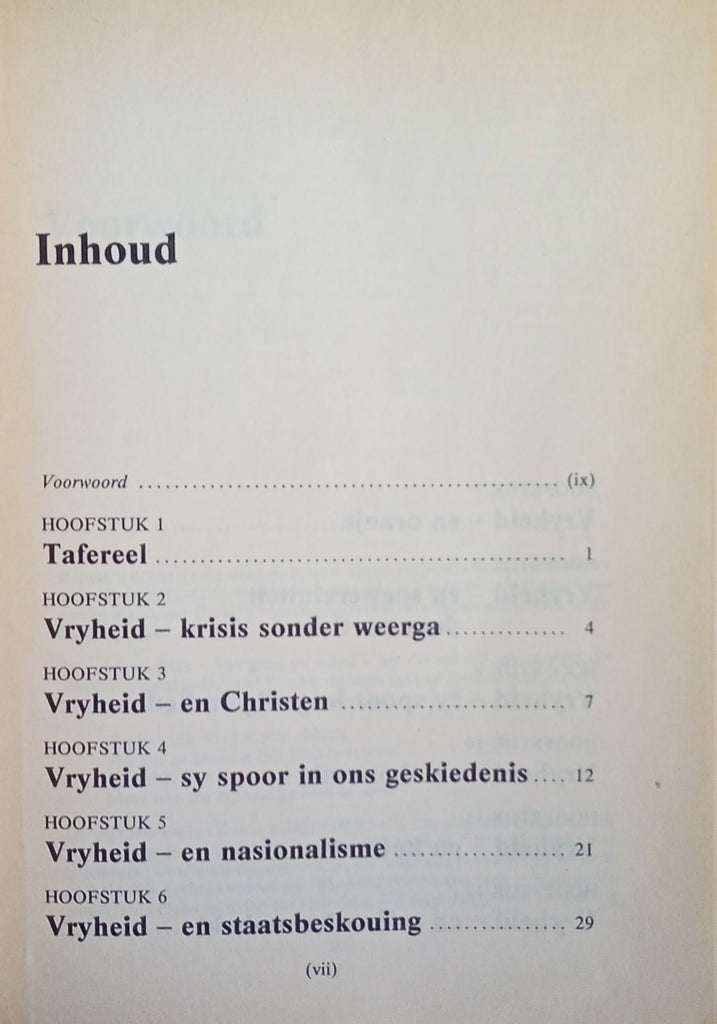 Inhoud
Voorwoord ................................................ (ix)
HOOFSTUK 1
Tafereel ................................................ 1
HOOFSTUK 2
Vryheid – krisis sonder weerga .............. 4
HOOFSTUK 3
Vryheid – en Christen .......................... 7
HOOFSTUK 4
Vryheid – sy spoor in ons geskiedenis .... 12
HOOFSTUK 5
Vryheid – en nasionalisme .................... 21
HOOFSTUK 6
Vryheid – en staatsbeskouing ................ 29
(vii)